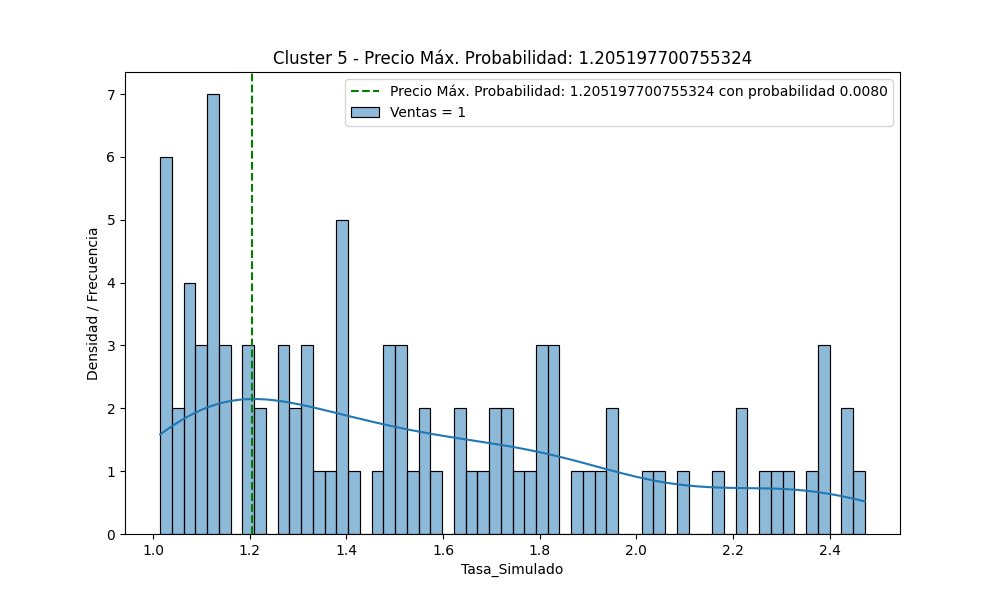 Cluster 5 - Precio Máx. Probabilidad: 1.205197700755324
Precio Máx. Probabilidad: 1.205197700755324 con probabilidad 0.0080
Ventas = 1
Densidad / Frecuencia
7
6
5
4
3
2
1
0
1.0 1.2 1.4 1.6 1.8 2.0 2.2 2.4
Tasa_Simulado